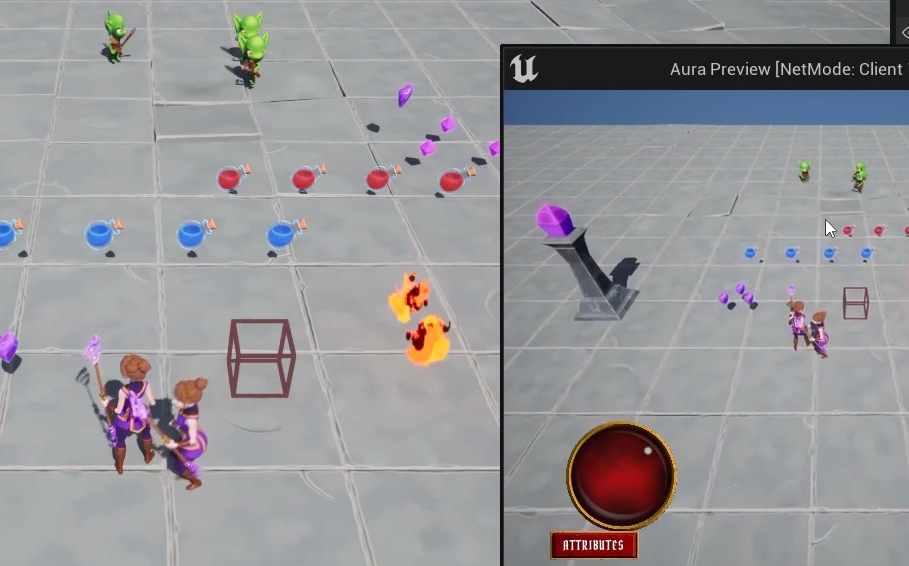 Aura Preview [NetMode: Client
ATTRIBUTES